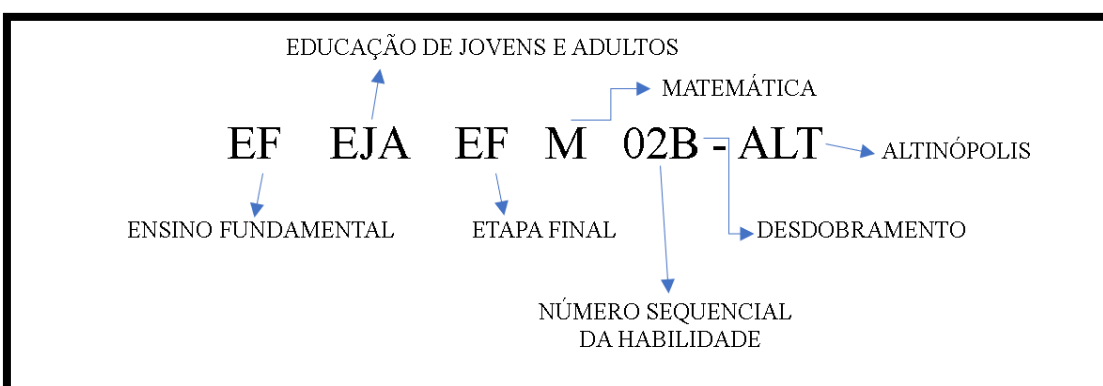 EDUCAÇÃO DE JOVENS E ADULTOS
MATEMÁTICA
EF EJA EF M 02B - ALT
ALTINÓPOLIS
ENSINO FUNDAMENTAL
ETAPA FINAL
DESDOBRAMENTO
NÚMERO SEQUENCIAL
DA HABILIDADE